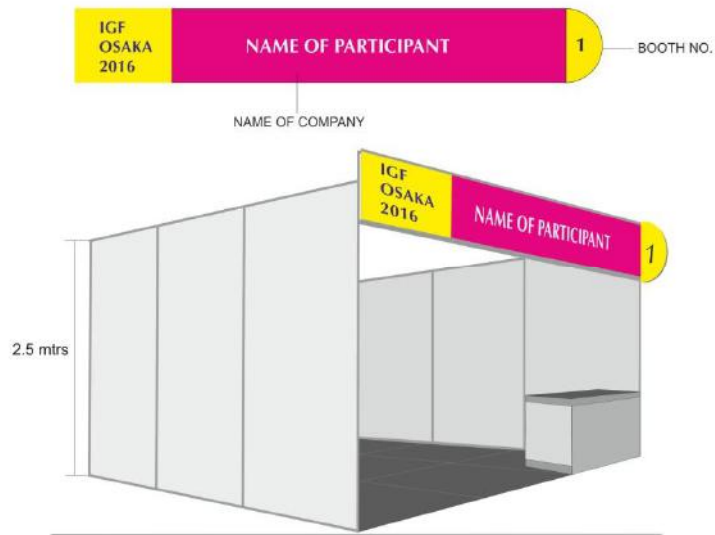 IGF
OSAKA
2016
NAME OF PARTICIPANT
1
BOOTH NO.
NAME OF COMPANY
IGF
OSAKA
2016
NAME OF PARTICIPANT
1
2.5 mtrs